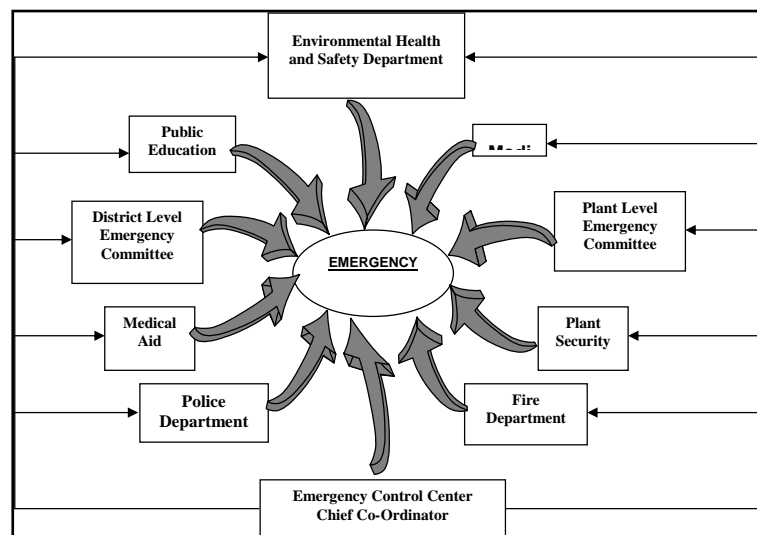 Environmental Health
and Safety Department
Public
Education
District Level
Emergency
Committee
Plant Level
Emergency
Committee
EMERGENCY
Medical
Aid
Plant
Security
Police
Department
Fire
Department
Emergency Control Center
Chief Co-Ordinator